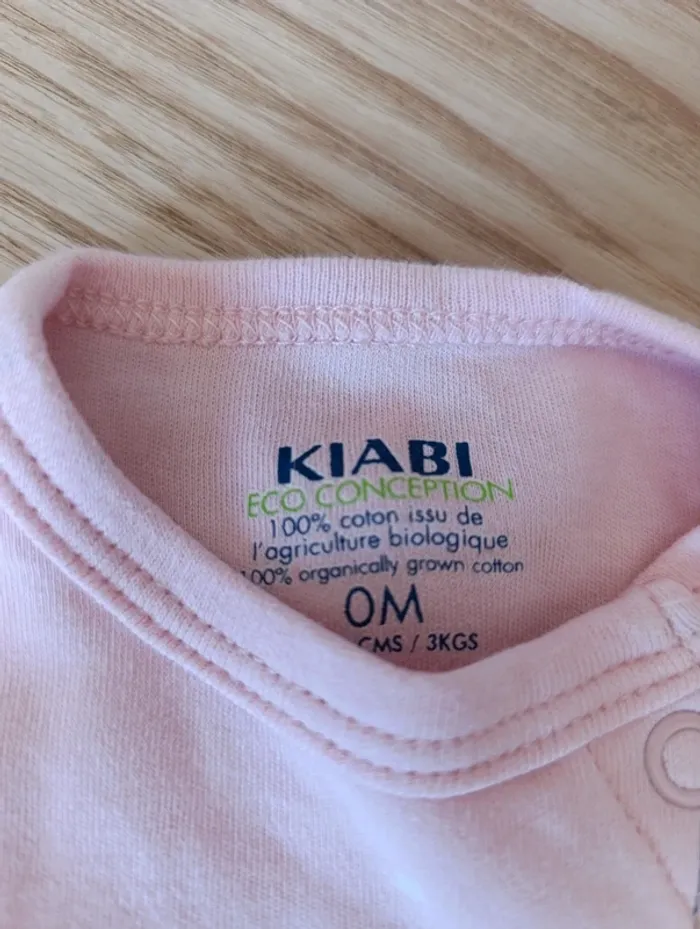 KIABI
ECO CONCEPTION
100% coton issu de
l'agriculture biologique
100% organically grown cotton
0M
CMS / 3KGS